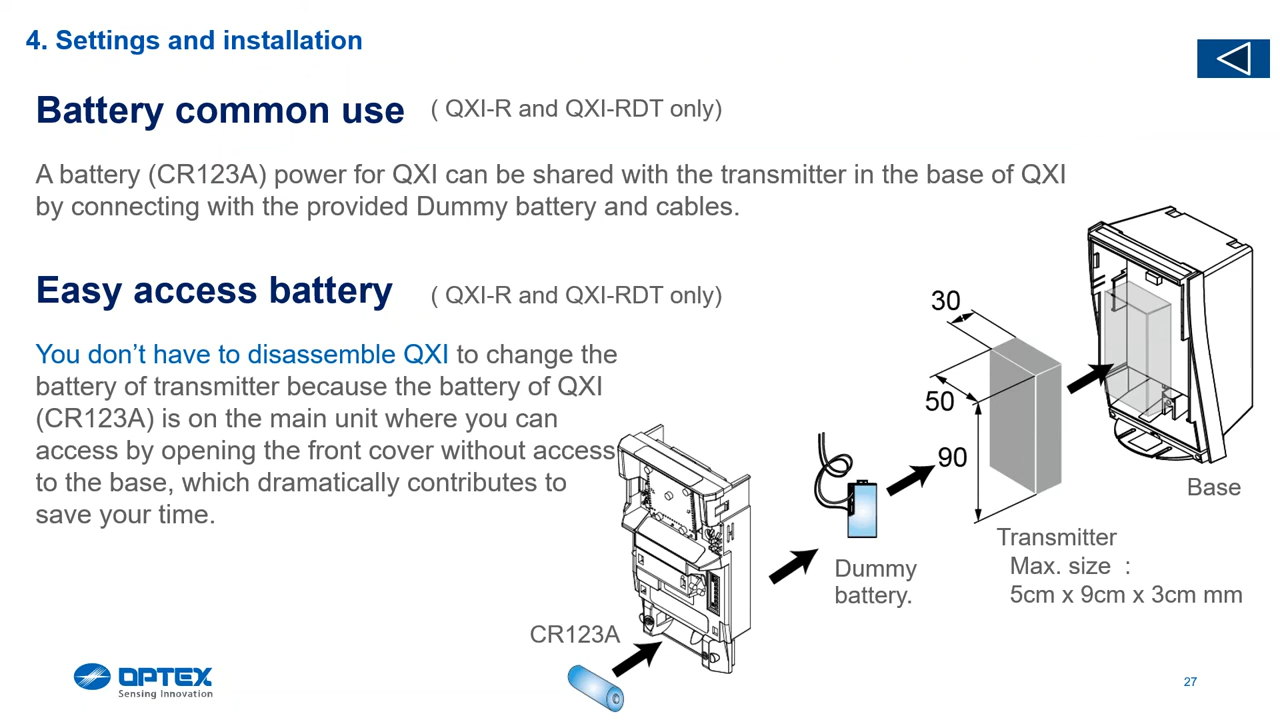 4. Settings and installation
Battery common use ( QXI-R and QXI-RDT only)
A battery (CR123A) power for QXI can be shared with the transmitter in the base of QXI
by connecting with the provided Dummy battery and cables.
Easy access battery ( QXI-R and QXI-RDT only)
You don’t have to disassemble QXI to change the
battery of transmitter because the battery of QXI
(CR123A) is on the main unit where you can
access by opening the front cover without access
to the base, which dramatically contributes to
save your time.
30
50
90
Base
Transmitter
Max. size :
5cm x 9cm x 3cm mm
Dummy
battery.
CR123A
OPTEX
Sensing Innovation
27